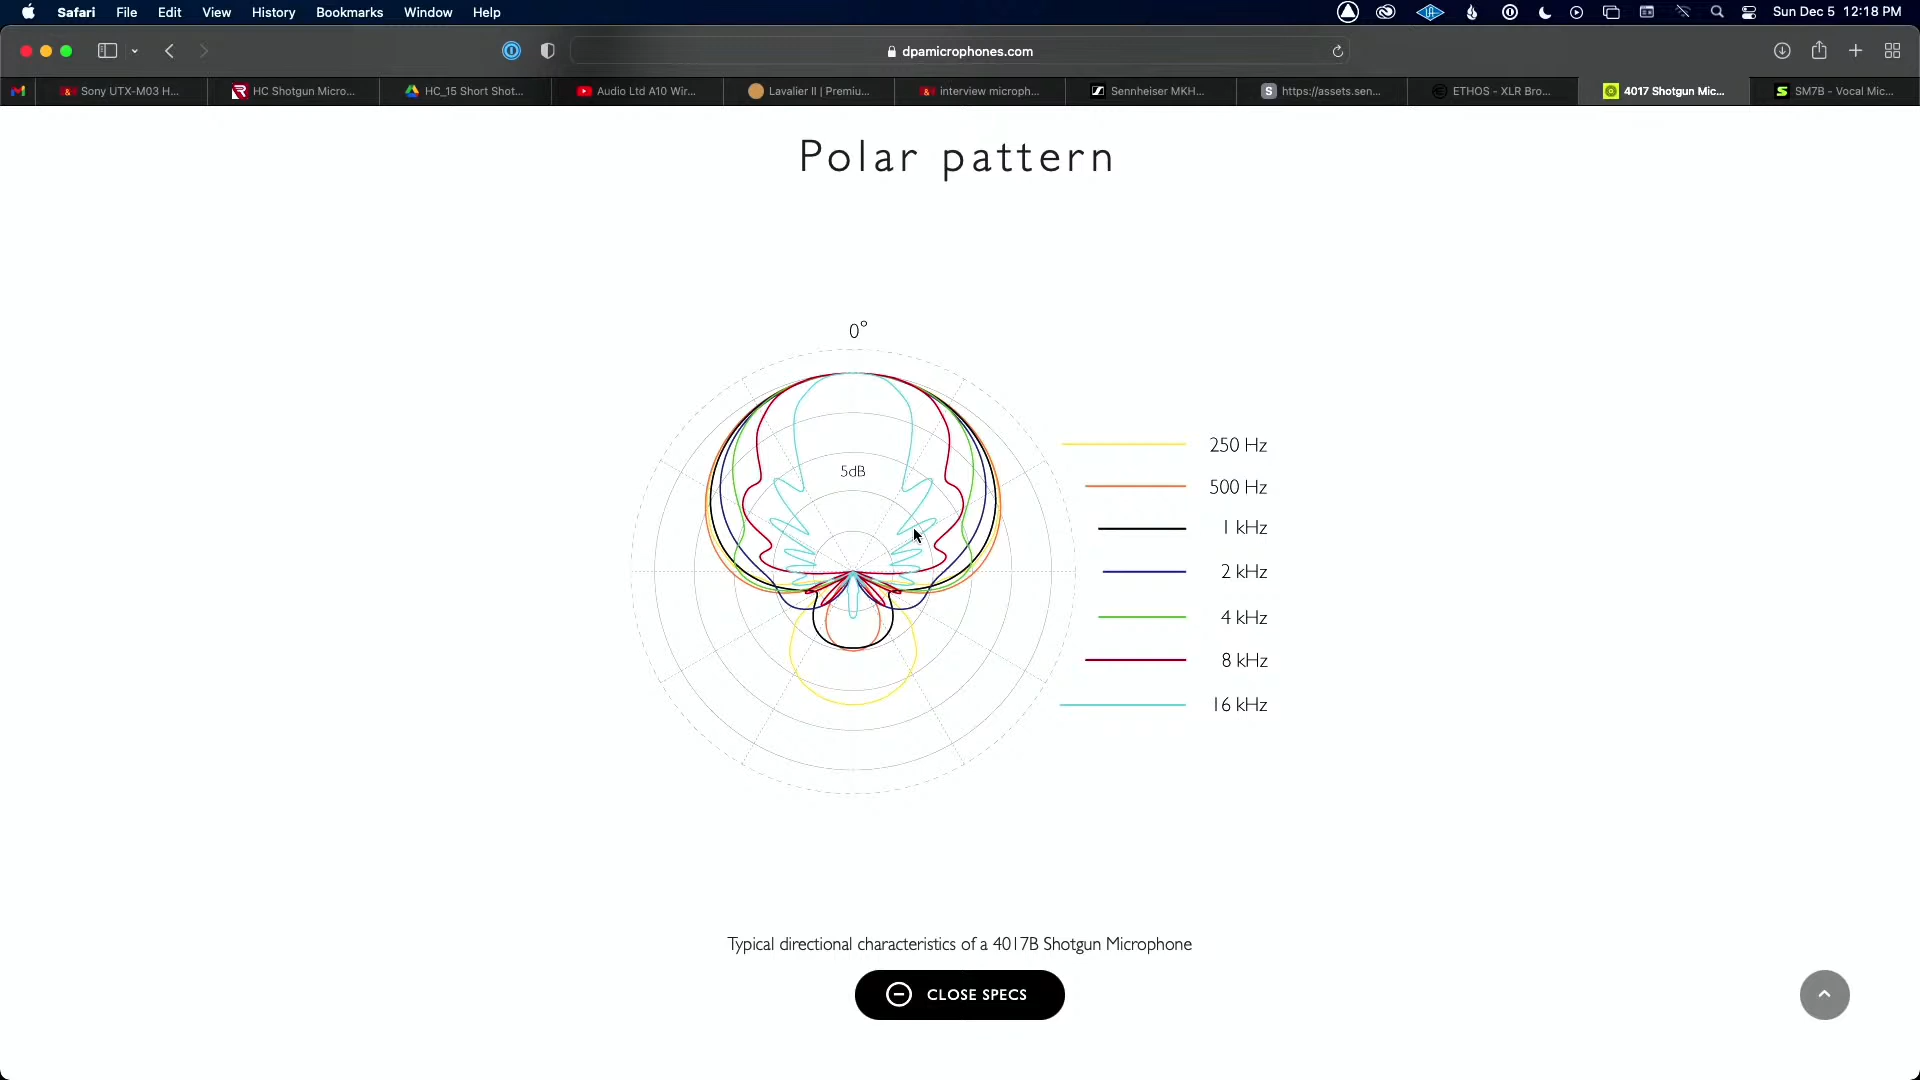 Safari File Edit View History Bookmarks Window Help Sun Dec 5 12:18 PM
dpamicrophones.com
Sony UTX-M03 H... HC Shotgun Micro... HC_15 Short Shot... Audio Ltd A10 Wir... Lavalier II | Premiu... interview microph... Sennheiser MKH... https://assets.sen... ETHOS - XLR Bro... 4017 Shotgun Mic... SM7B - Vocal Mic...
Polar pattern
0°
5dB
250 Hz
500 Hz
1 kHz
2 kHz
4 kHz
8 kHz
16 kHz
Typical directional characteristics of a 4017B Shotgun Microphone
CLOSE SPECS